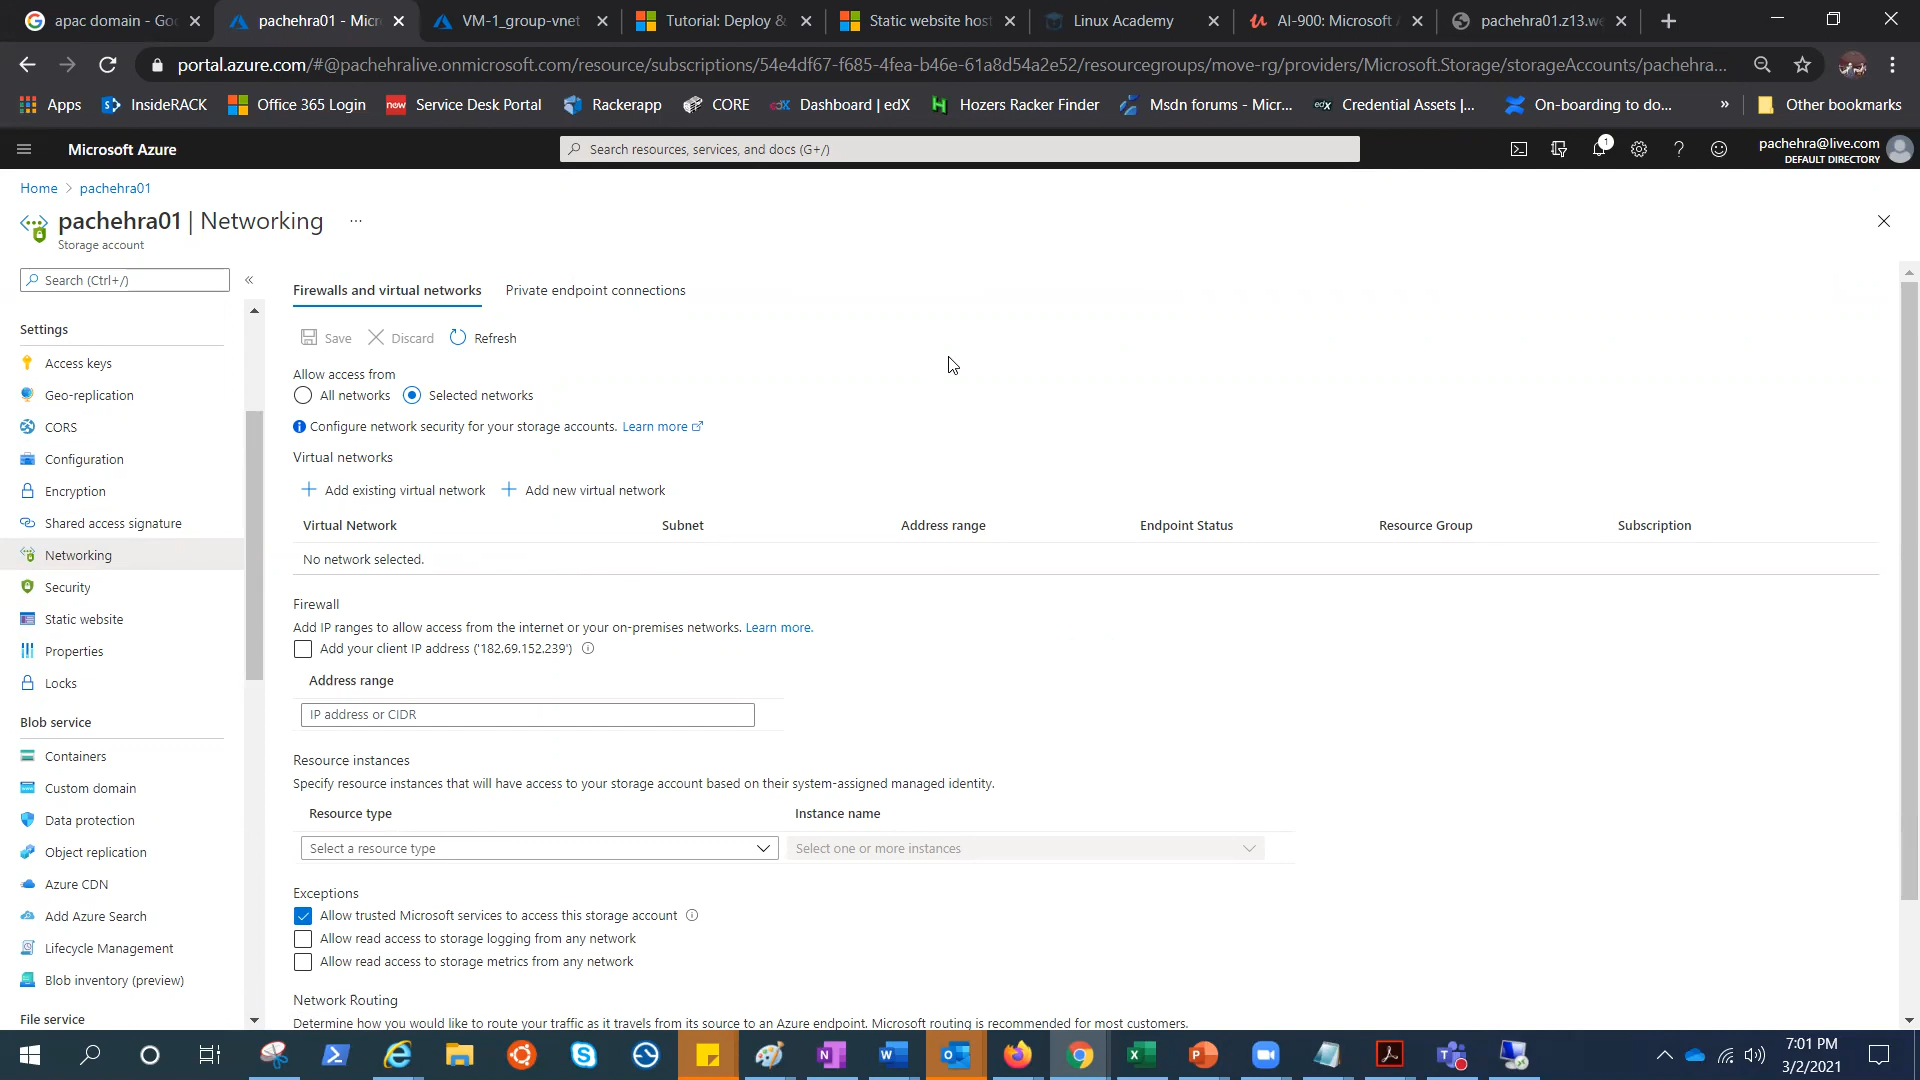 apac domain - Goo
pachehra01 - Micr
VM-1_group-vnet
Tutorial: Deploy &
Static website host
Linux Academy
AI-900: Microsoft A
pachehra01.z13.we
portal.azure.com/#@pachehralive.onmicrosoft.com/resource/subscriptions/54e4df67-f685-4fea-b46e-61a8d54a2e52/resourcegroups/move-rg/providers/Microsoft.Storage/storageAccounts/pachehra...
Apps
InsideRACK
Office 365 Login
now
Service Desk Portal
Rackerapp
CORE
edX
Dashboard | edX
Hozers Racker Finder
Msdn forums - Micr...
edx
Credential Assets |...
On-boarding to do...
»
Other bookmarks
Microsoft Azure
Search resources, services, and docs (G+/)
1
pachehra@live.com
DEFAULT DIRECTORY
Home > pachehra01
pachehra01 | Networking ...
Storage account
Search (Ctrl+/)
«
Settings
Access keys
Geo-replication
CORS
Configuration
Encryption
Shared access signature
Networking
Security
Static website
Properties
Locks
Blob service
Containers
Custom domain
Data protection
Object replication
Azure CDN
Add Azure Search
Lifecycle Management
Blob inventory (preview)
File service
Firewalls and virtual networks
Private endpoint connections
Save
Discard
Refresh
Allow access from
All networks
Selected networks
Configure network security for your storage accounts. Learn more
Virtual networks
+ Add existing virtual network
+ Add new virtual network
Virtual Network
Subnet
Address range
Endpoint Status
Resource Group
Subscription
No network selected.
Firewall
Add IP ranges to allow access from the internet or your on-premises networks. Learn more.
Add your client IP address ('182.69.152.239')
Address range
IP address or CIDR
Resource instances
Specify resource instances that will have access to your storage account based on their system-assigned managed identity.
Resource type
Instance name
Select a resource type
Select one or more instances
Exceptions
Allow trusted Microsoft services to access this storage account
Allow read access to storage logging from any network
Allow read access to storage metrics from any network
Network Routing
Determine how you would like to route your traffic as it travels from its source to an Azure endpoint. Microsoft routing is recommended for most customers.
7:01 PM
3/2/2021